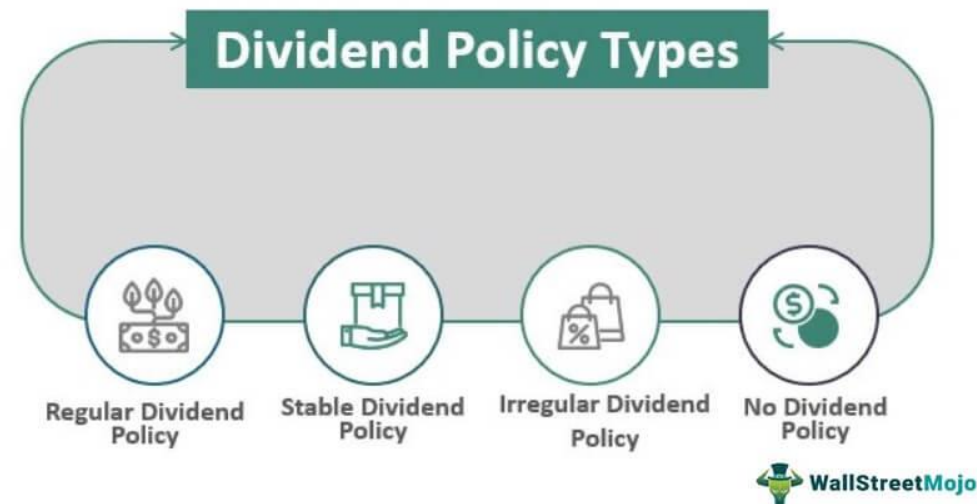 Dividend Policy Types
$
%
$
Regular Dividend
Policy
Stable Dividend
Policy
Irregular Dividend
Policy
No Dividend
Policy
WallStreetMojo